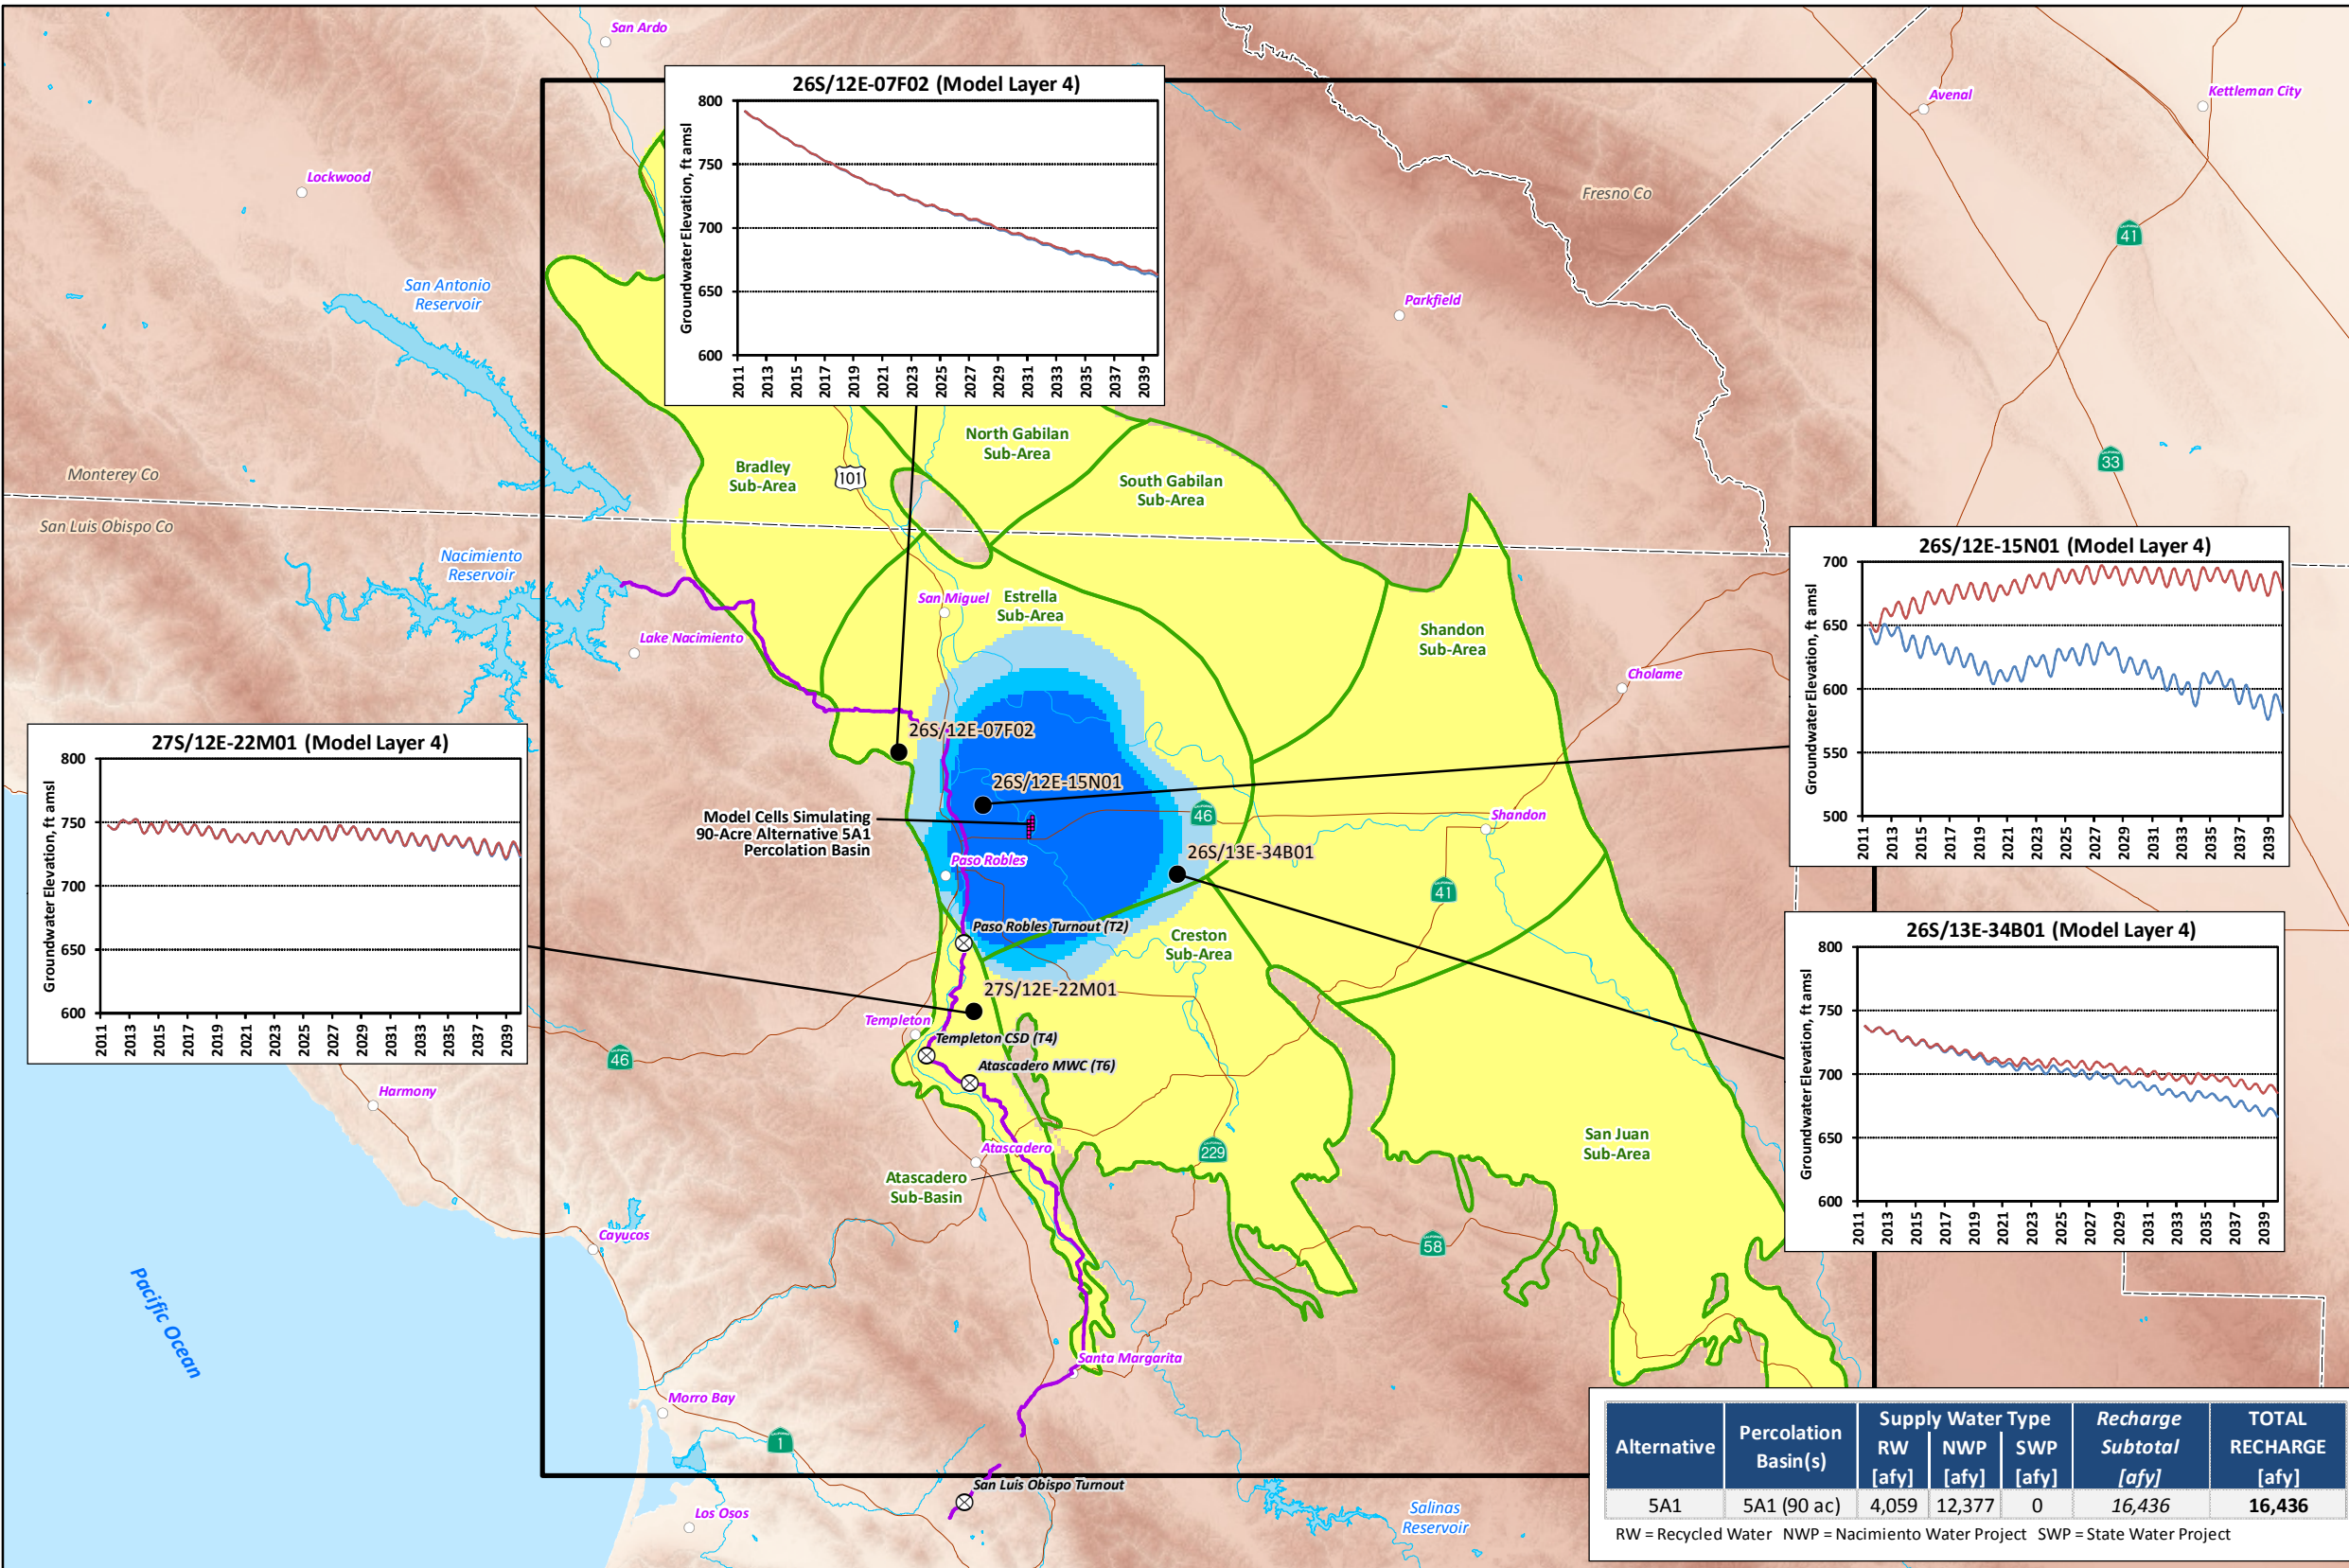 San Ardo
Lockwood
Avenal
Kettleman City
Fresno Co
Parkfield
San Antonio
Reservoir
Monterey Co
San Luis Obispo Co
Nacimiento
Reservoir
Lake Nacimiento
26S/12E-07F02 (Model Layer 4)
Groundwater Elevation, ft amsl
800
750
700
650
600
2011 2013 2015 2017 2019 2021 2023 2025 2027 2029 2031 2033 2035 2037 2039
41
33
101
Bradley
Sub-Area
North Gabilan
Sub-Area
South Gabilan
Sub-Area
San Miguel
Estrella
Sub-Area
Shandon
Sub-Area
Cholame
26S/12E-15N01 (Model Layer 4)
Groundwater Elevation, ft amsl
700
650
600
550
500
2011 2013 2015 2017 2019 2021 2023 2025 2027 2029 2031 2033 2035 2037 2039
27S/12E-22M01 (Model Layer 4)
Groundwater Elevation, ft amsl
800
750
700
650
600
2011 2013 2015 2017 2019 2021 2023 2025 2027 2029 2031 2033 2035 2037 2039
26S/12E-07F02
26S/12E-15N01
Model Cells Simulating
90-Acre Alternative 5A1
Percolation Basin
46
Shandon
Paso Robles
26S/13E-34B01
41
Paso Robles Turnout (T2)
Creston
Sub-Area
26S/13E-34B01 (Model Layer 4)
Groundwater Elevation, ft amsl
800
750
700
650
600
2011 2013 2015 2017 2019 2021 2023 2025 2027 2029 2031 2033 2035 2037 2039
27S/12E-22M01
Templeton
Templeton CSD (T4)
Atascadero MWC (T6)
46
Harmony
Atascadero
229
San Juan
Sub-Area
Atascadero
Sub-Basin
Cayucos
58
Pacific Ocean
Santa Margarita
Morro Bay
1
San Luis Obispo Turnout
Los Osos
Salinas
Reservoir
Alternative
Percolation
Basin(s)
Supply Water Type
RW
[afy]
NWP
[afy]
SWP
[afy]
Recharge
Subtotal
[afy]
TOTAL
RECHARGE
[afy]
5A1 5A1 (90 ac) 4,059 12,377 0 16,436 16,436
RW = Recycled Water NWP = Nacimiento Water Project SWP = State Water Project